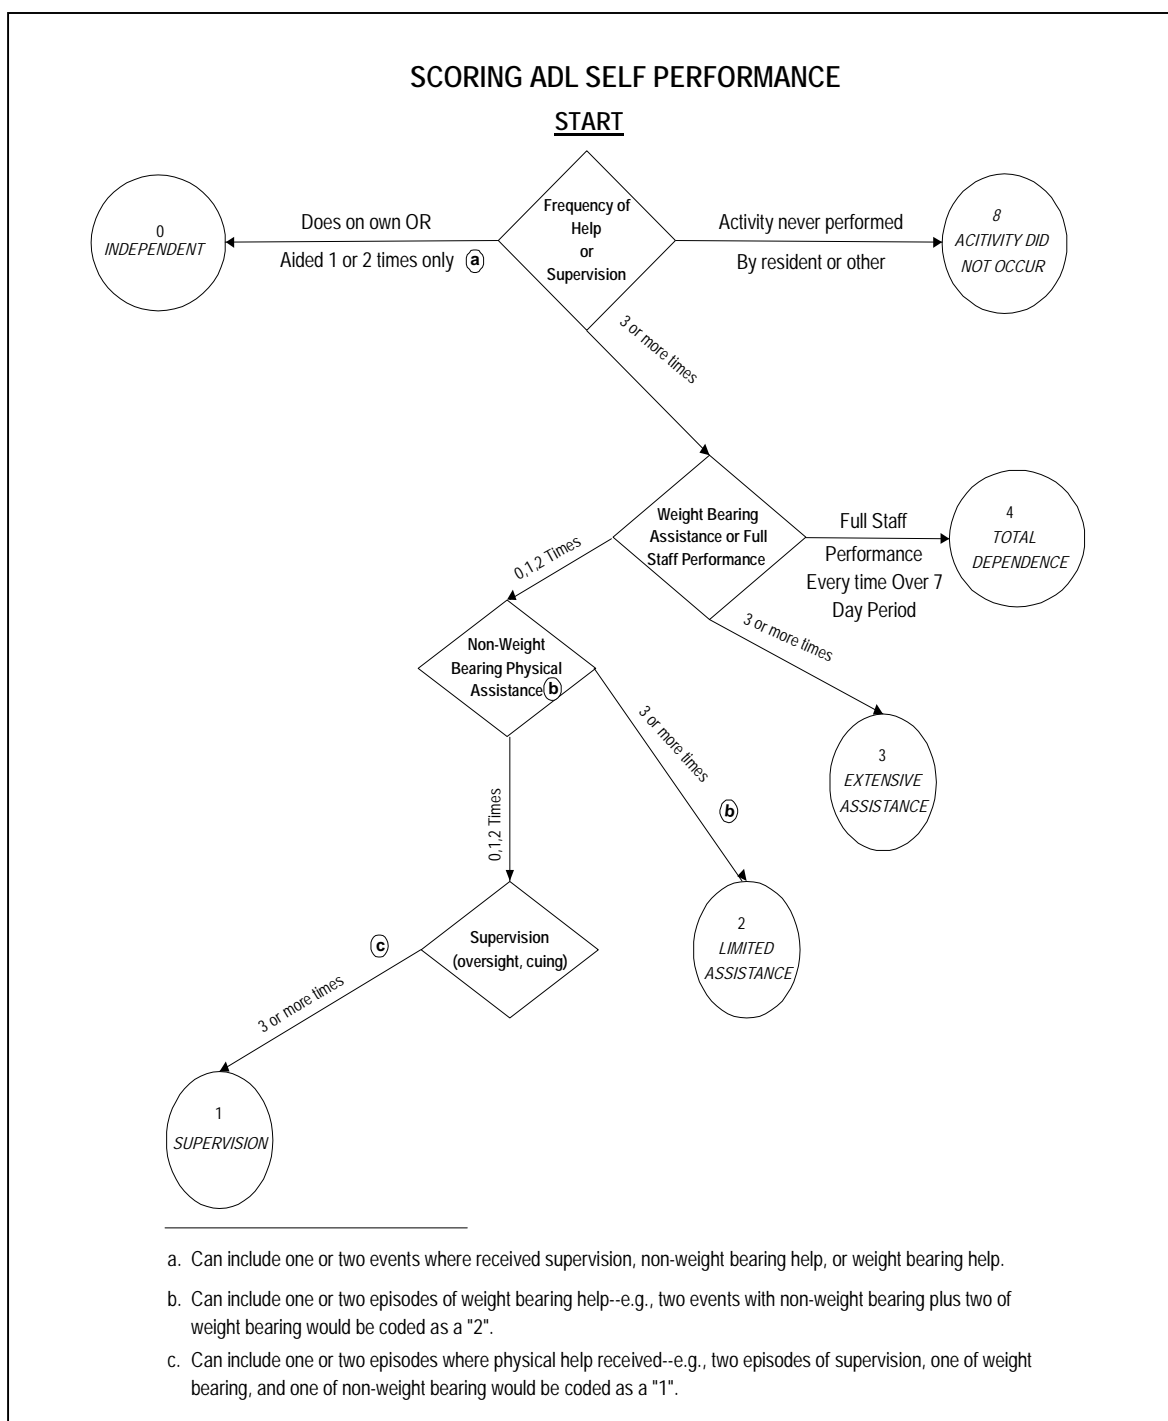 SCORING ADL SELF PERFORMANCE
START
0
INDEPENDENT
Does on own OR
Aided 1 or 2 times only a
Frequency of
Help
or
Supervision
Activity never performed
By resident or other
8
ACITIVITY DID
NOT OCCUR
3 or more times
Weight Bearing
Assistance or Full
Staff Performance
Full Staff
Performance
Every time Over 7
Day Period
4
TOTAL
DEPENDENCE
0,1,2 Times
3 or more times
Non-Weight
Bearing Physical
Assistance b
3 or more times
b
3
EXTENSIVE
ASSISTANCE
0,1,2 Times
Supervision
(oversight, cuing)
2
LIMITED
ASSISTANCE
c
3 or more times
1
SUPERVISION
a. Can include one or two events where received supervision, non-weight bearing help, or weight bearing help.
b. Can include one or two episodes of weight bearing help--e.g., two events with non-weight bearing plus two of
weight bearing would be coded as a "2".
c. Can include one or two episodes where physical help received--e.g., two episodes of supervision, one of weight
bearing, and one of non-weight bearing would be coded as a "1".